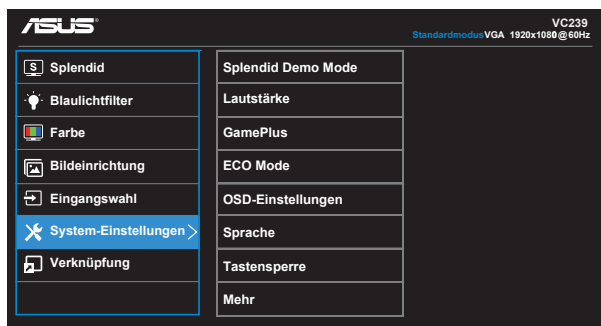 ASUS
VC239
Standardmodus VGA 1920x1080@60Hz
S Splendid
Blaulichtfilter
Farbe
Bildeinrichtung
Eingangswahl
System-Einstellungen
Verknüpfung
Splendid Demo Mode
Lautstärke
GamePlus
ECO Mode
OSD-Einstellungen
Sprache
Tastensperre
Mehr